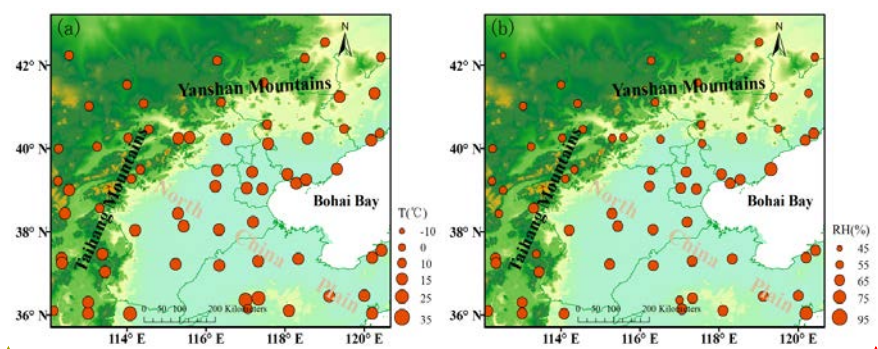 (a)
N
42° N
40° N
38° N
36° N
Yanshan Mountains
Taihang Mountains
North
China
Plain
Bohai Bay
T(℃)
-10
0
10
15
25
35
0 50 100 200 Kilometers
114° E 116° E 118° E 120° E
(b)
N
42° N
40° N
38° N
36° N
Yanshan Mountains
Taihang Mountains
North
China
Plain
Bohai Bay
RH(%)
45
55
65
75
95
0 50 100 200 Kilometers
114° E 116° E 118° E 120° E